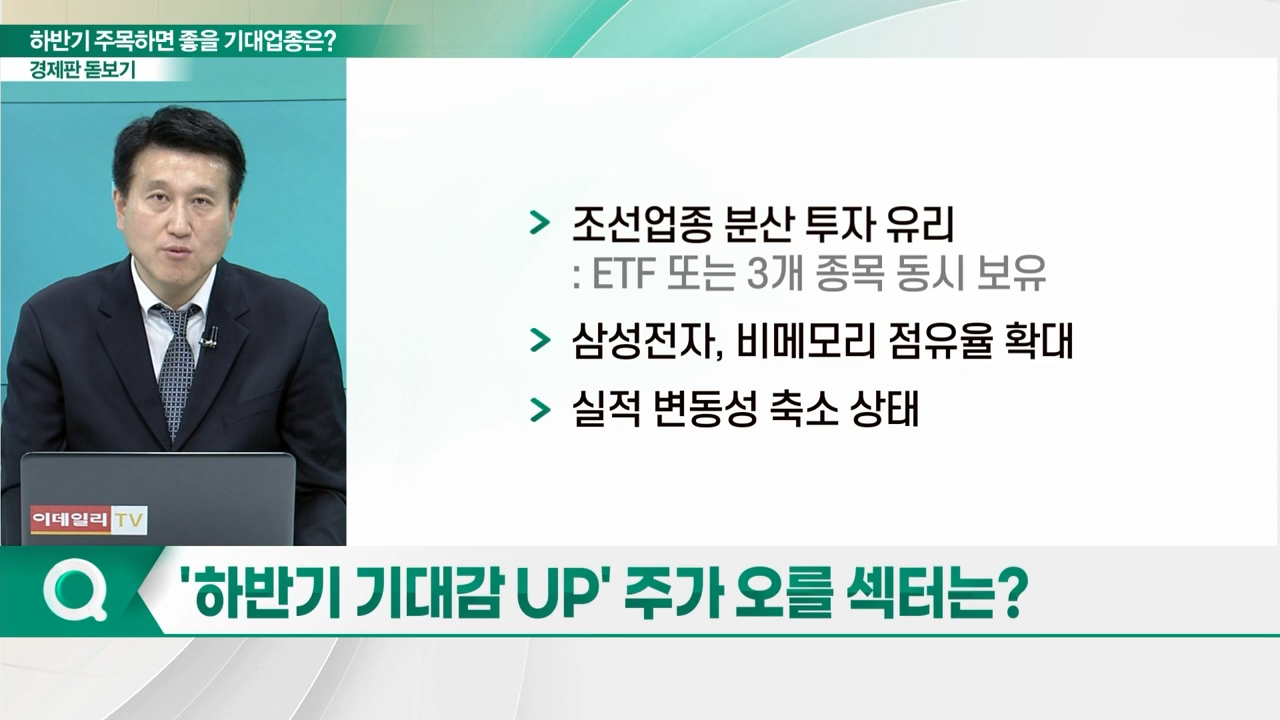 하반기 주목하면 좋을 기대업종은?
경제판 돋보기
> 조선업종 분산 투자 유리
: ETF 또는 3개 종목 동시 보유
> 삼성전자, 비메모리 점유율 확대
> 실적 변동성 축소 상태
이데일리 TV
'하반기 기대감 UP' 주가 오를 섹터는?